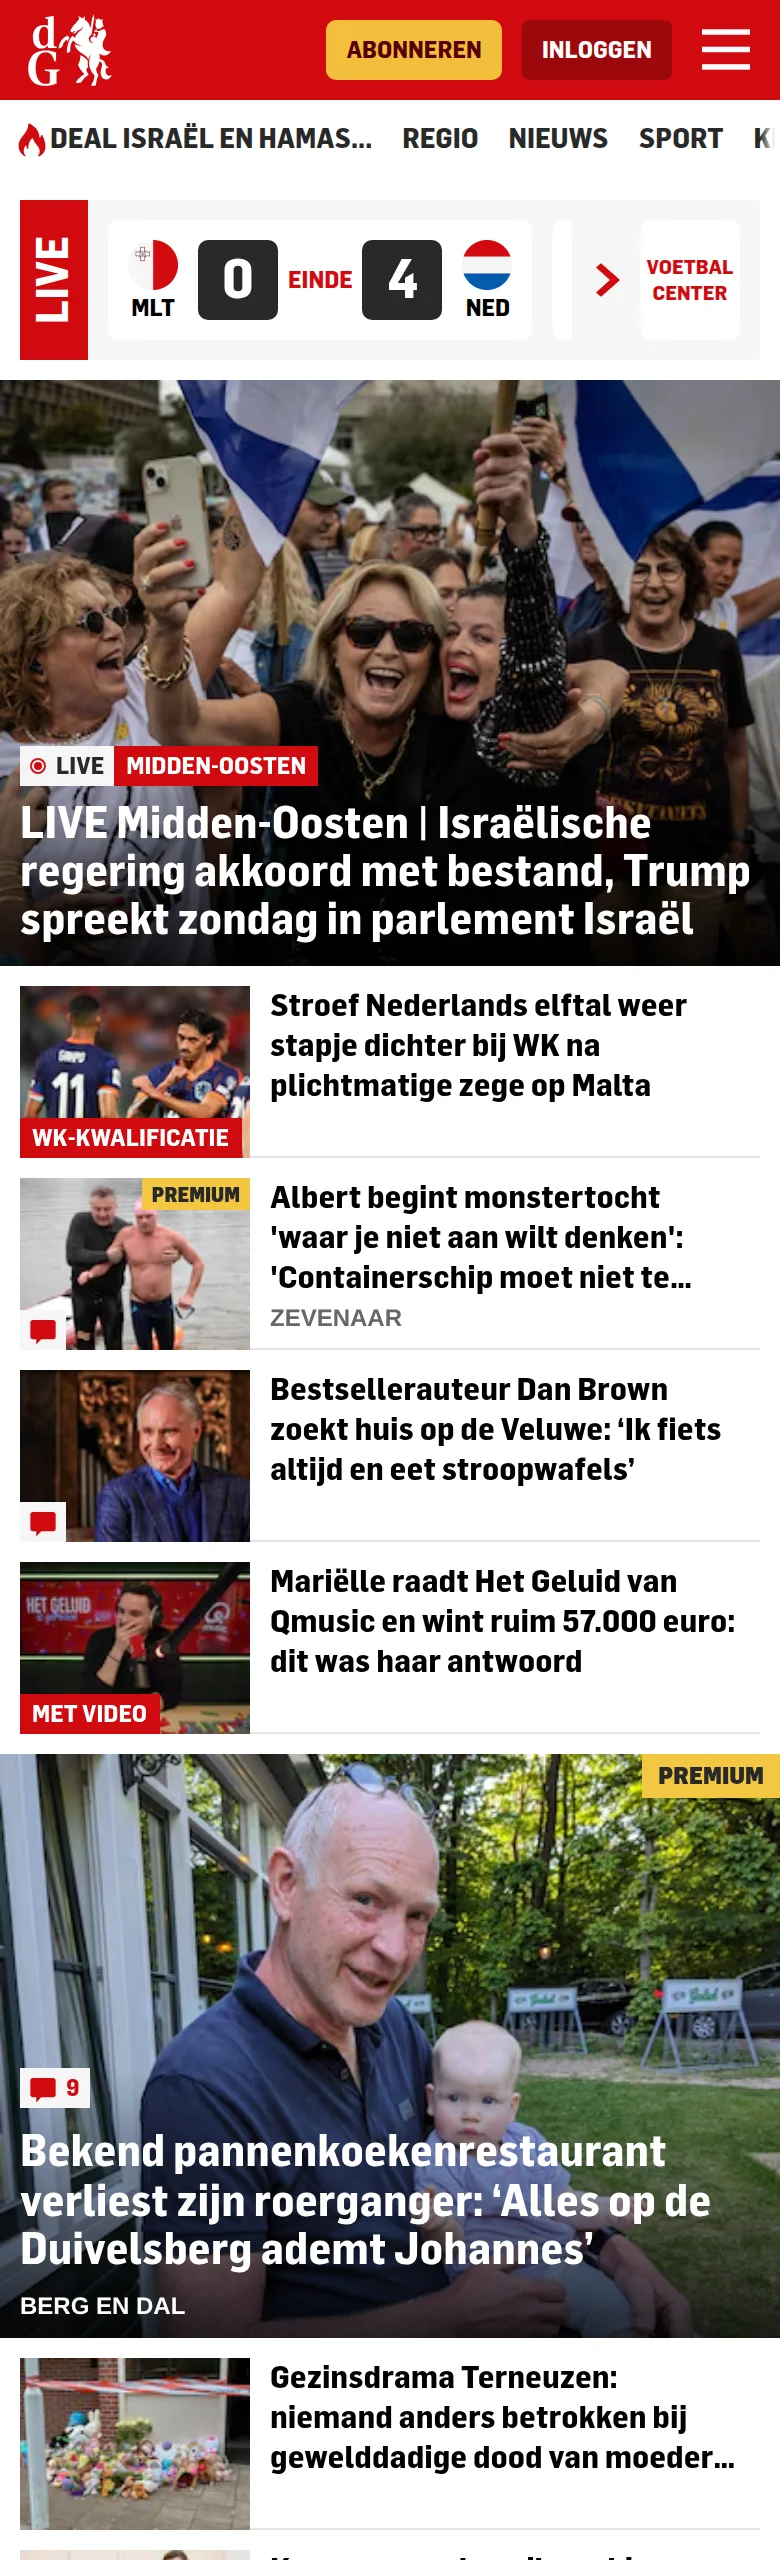 dG
ABONNEREN
INLOGGEN
DEAL ISRAËL EN HAMAS...
REGIO
NIEUWS
SPORT
LIVE
MLT
0
EINDE
4
NED
VOETBAL
CENTER
LIVE
MIDDEN-OOSTEN
LIVE Midden-Oosten | Israëlische
regering akkoord met bestand, Trump
spreekt zondag in parlement Israël
11
WK-KWALIFICATIE
Stroef Nederlands elftal weer
stapje dichter bij WK na
plichtmatige zege op Malta
PREMIUM
Albert begint monstertocht
'waar je niet aan wilt denken':
'Containerschip moet niet te...
ZEVENAAR
Bestsellerauteur Dan Brown
zoekt huis op de Veluwe: ‘Ik fiets
altijd en eet stroopwafels’
HET GELUID
MET VIDEO
Mariëlle raadt Het Geluid van
Qmusic en wint ruim 57.000 euro:
dit was haar antwoord
PREMIUM
9
Bekend pannenkoekenrestaurant
verliest zijn roerganger: ‘Alles op de
Duivelsberg ademt Johannes’
BERG EN DAL
Gezinsdrama Terneuzen:
niemand anders betrokken bij
gewelddadige dood van moeder...